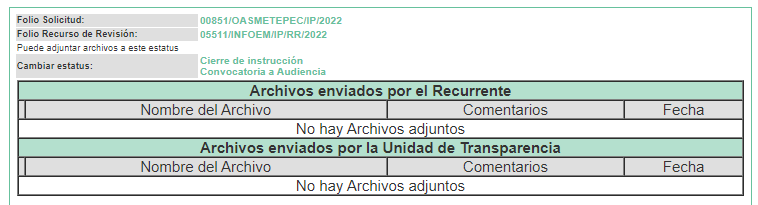 Folio Solicitud: 00851/OASMETEPEC/IP/2022
Folio Recurso de Revisión: 05511/INFOEM/IP/RR/2022
Puede adjuntar archivos a este estatus
Cambiar estatus: Cierre de instrucción
Convocatoria a Audiencia
Archivos enviados por el Recurrente
Nombre del Archivo Comentarios Fecha
No hay Archivos adjuntos
Archivos enviados por la Unidad de Transparencia
Nombre del Archivo Comentarios Fecha
No hay Archivos adjuntos